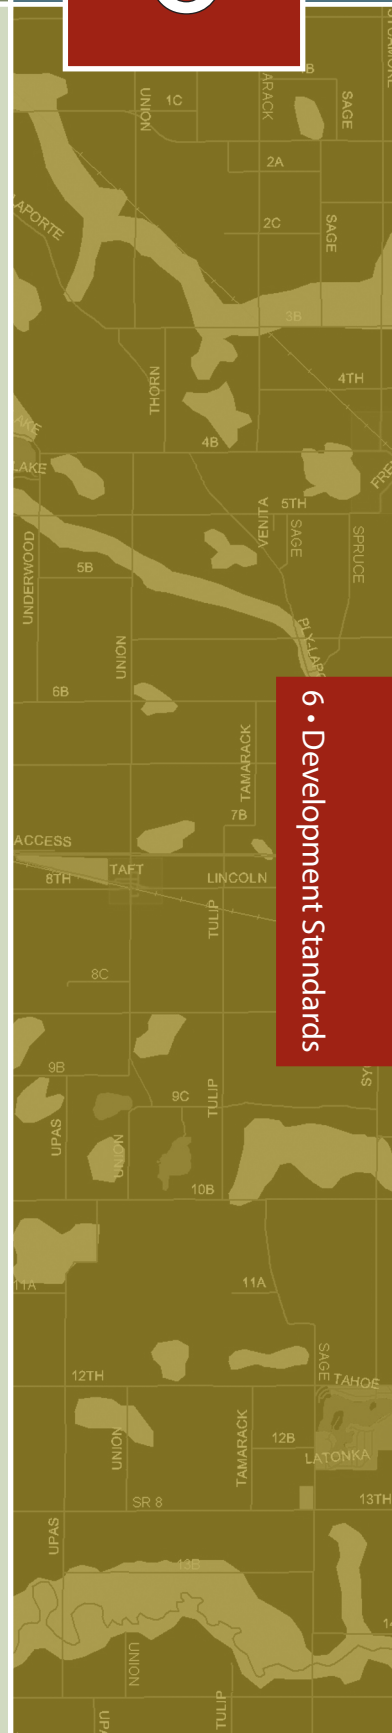 1C
UNION
ARACK
SAGE
2A
LAPORTE
2C
SAGE
3B
THORN
4TH
4B
LAKE
5TH
VENITA
SAGE
SPRUCE
UNDERWOOD
5B
UNION
6B
6 • Development Standards
TAMARACK
7B
ACCESS
8TH
TAFT
LINCOLN
TULIP
8C
9B
9C
TULIP
UPAS
UNION
10B
11A
11A
12TH
SAGE
TAHOE
UNION
TAMARACK
12B
LATONKA
SR 8
13TH
UPAS
13B
UNION
TULIP